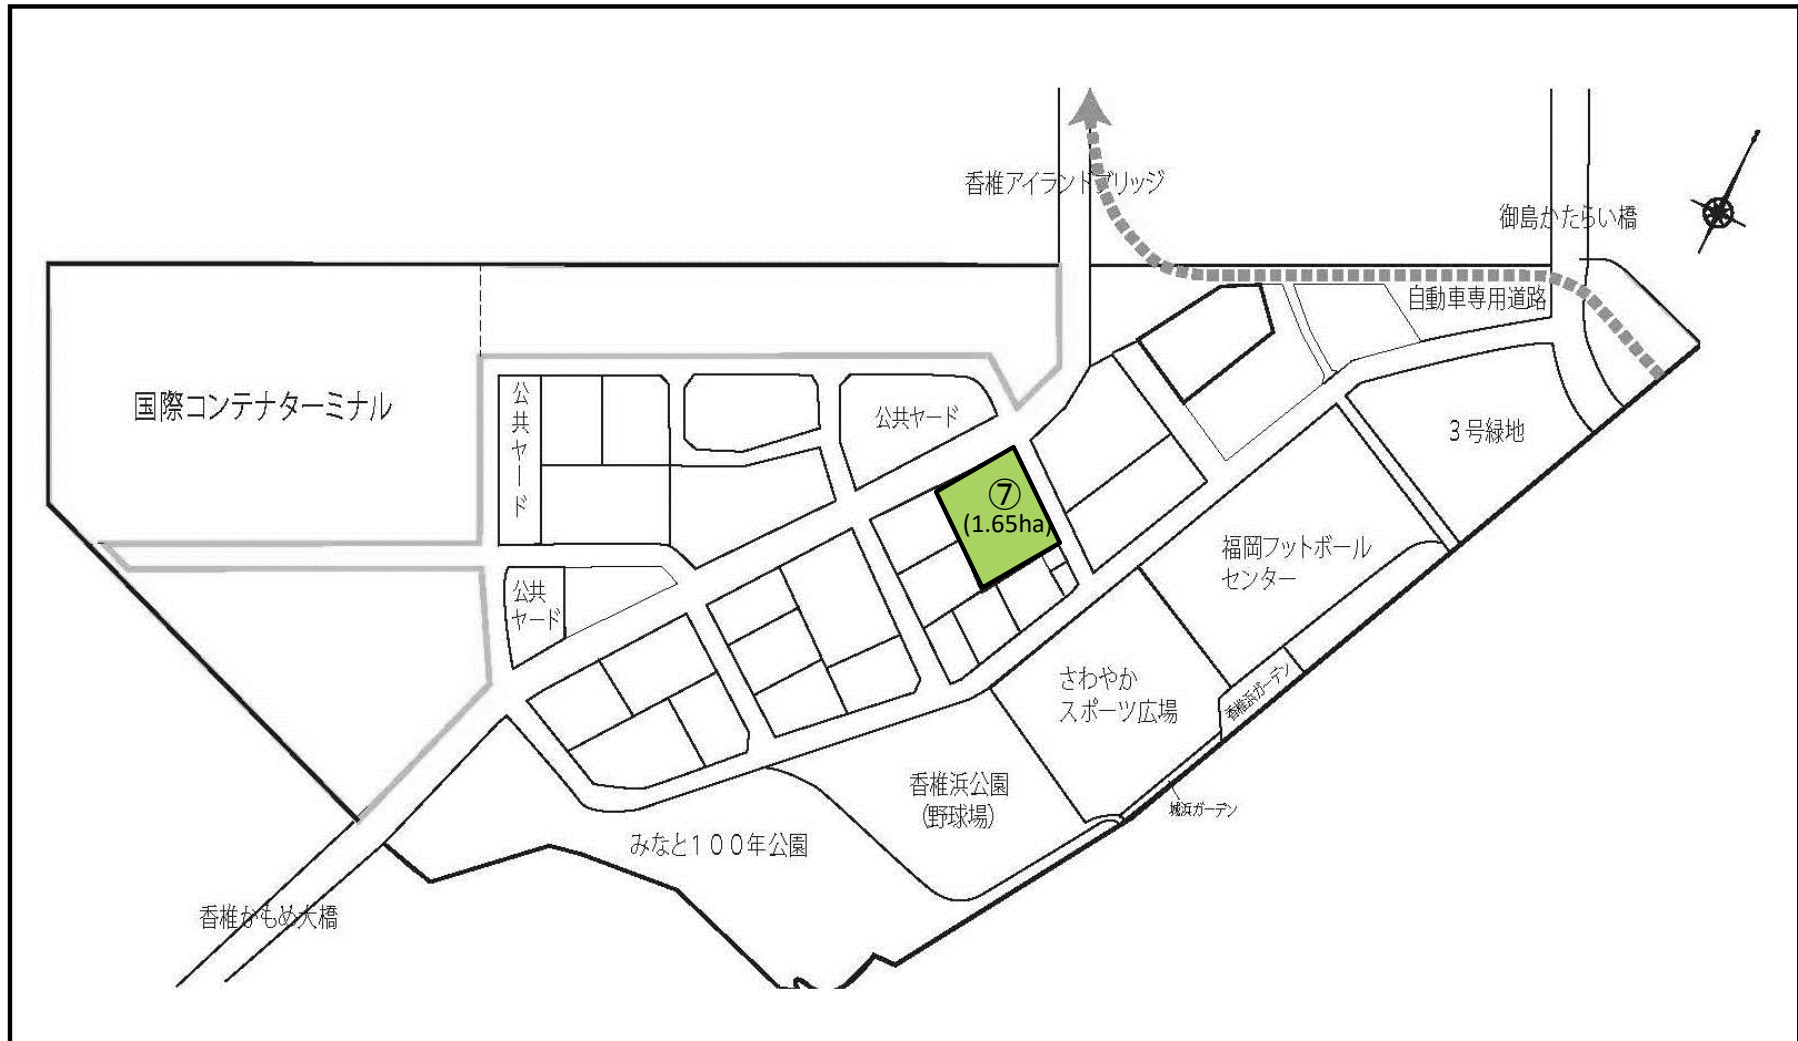 香椎アイランドブリッジ
御島かたらい橋
自動車専用道路
国際コンテナターミナル
公共ヤード
公共ヤード
3号緑地
⑦
(1.65ha)
福岡フットボール
センター
公共
ヤード
さわやか
スポーツ広場
香椎浜ガーデン
香椎浜公園
(野球場)
城浜ガーデン
みなと100年公園
香椎かもめ大橋